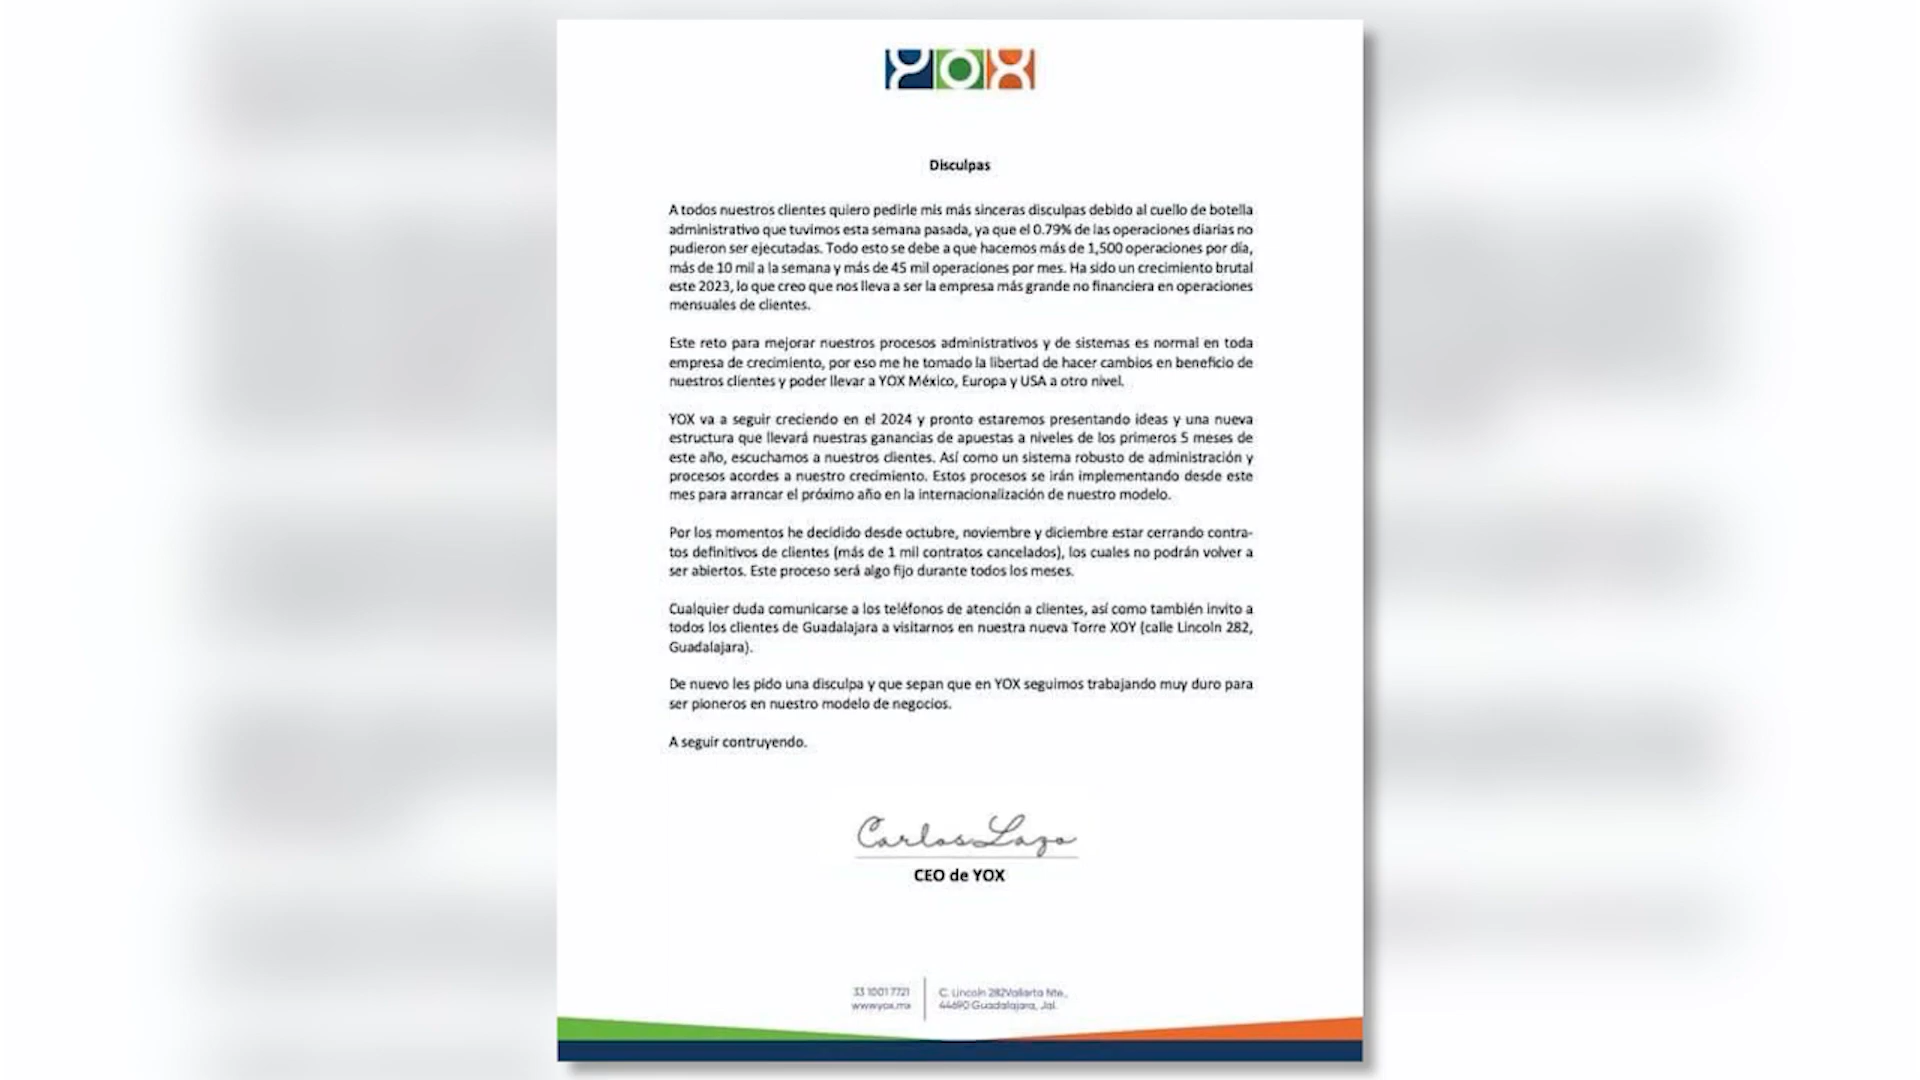 YOX
Disculpas
A todos nuestros clientes quiero pedirle mis más sinceras disculpas debido al cuello de botella
administrativo que tuvimos esta semana pasada, ya que el 0.79% de las operaciones diarias no
pudieron ser ejecutadas. Todo esto se debe a que hacemos más de 1,500 operaciones por día,
más de 10 mil a la semana y más de 45 mil operaciones por mes. Ha sido un crecimiento brutal
este 2023, lo que creo que nos lleva a ser la empresa más grande no financiera en operaciones
mensuales de clientes.
Este reto para mejorar nuestros procesos administrativos y de sistemas es normal en toda
empresa de crecimiento, por eso me he tomado la libertad de hacer cambios en beneficio de
nuestros clientes y poder llevar a YOX México, Europa y USA a otro nivel.
YOX va a seguir creciendo en el 2024 y pronto estaremos presentando ideas y una nueva
estructura que llevará nuestras ganancias de apuestas a niveles de los primeros 5 meses de
este año, escuchamos a nuestros clientes. Así como un sistema robusto de administración y
procesos acordes a nuestro crecimiento. Estos procesos se irán implementando desde este
mes para arrancar el próximo año en la internacionalización de nuestro modelo.
Por los momentos he decidido desde octubre, noviembre y diciembre estar cerrando contra-
tos definitivos de clientes (más de 1 mil contratos cancelados), los cuales no podrán volver a
ser abiertos. Este proceso será algo fijo durante todos los meses.
Cualquier duda comunicarse a los teléfonos de atención a clientes, así como también invito a
todos los clientes de Guadalajara a visitarnos en nuestra nueva Torre XOY (calle Lincoln 282,
Guadalajara).
De nuevo les pido una disculpa y que sepan que en YOX seguimos trabajando muy duro para
ser pioneros en nuestro modelo de negocios.
A seguir contruyendo.
Carlos Lazo
CEO de YOX
33 1001 7721
www.yox.mx
C. Lincoln 282Vallarta Nte.,
44690 Guadalajara, Jal.